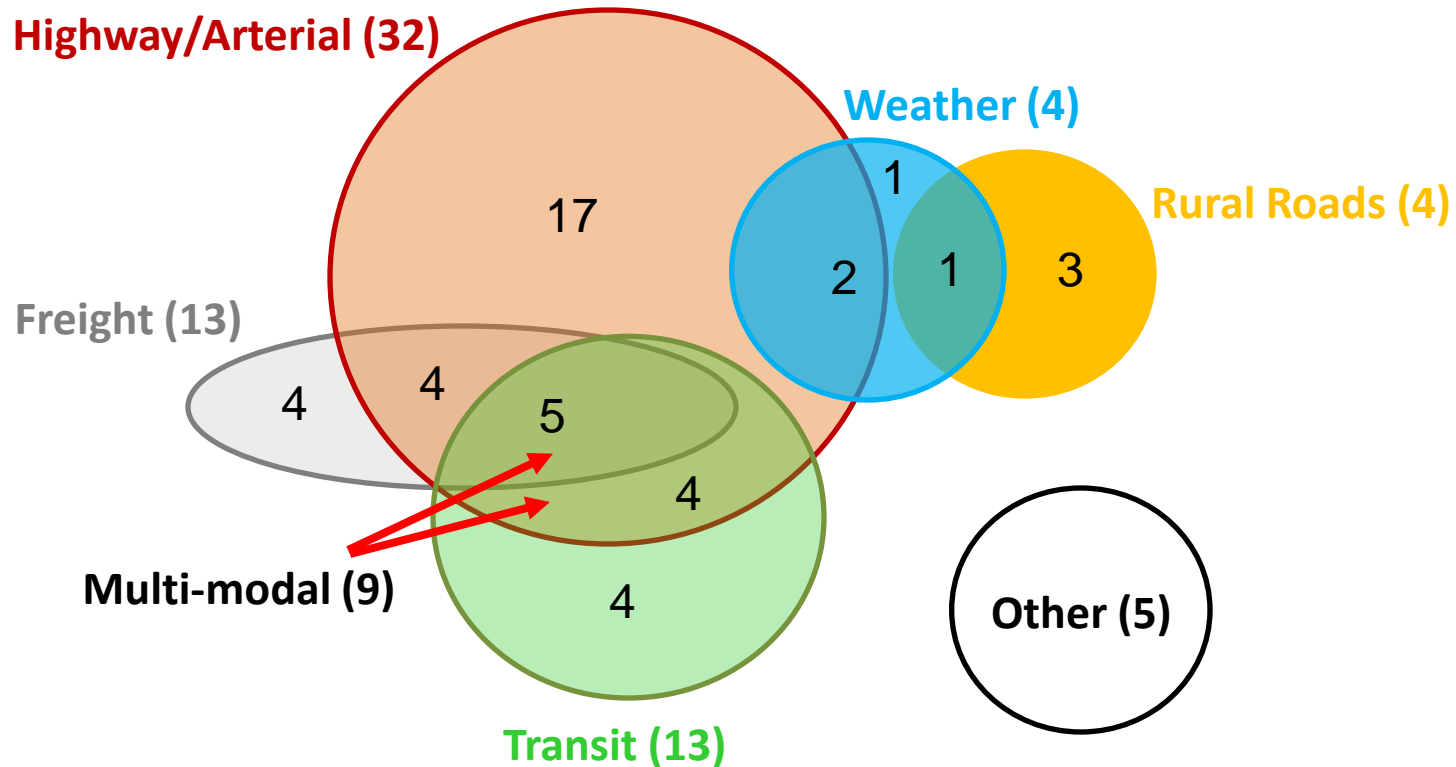 Highway/Arterial (32)
Weather (4)
1
Rural Roads (4)
17
2
1
3
Freight (13)
4
4
5
4
Multi-modal (9)
4
Other (5)
Transit (13)